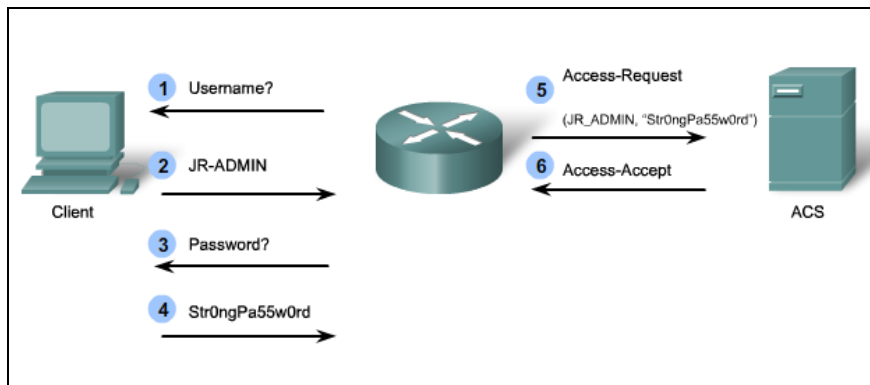 1 Username?
2 JR-ADMIN
Client
3 Password?
4 Str0ngPa55w0rd
5 Access-Request
(JR_ADMIN, “Str0ngPa55w0rd”)
6 Access-Accept
ACS